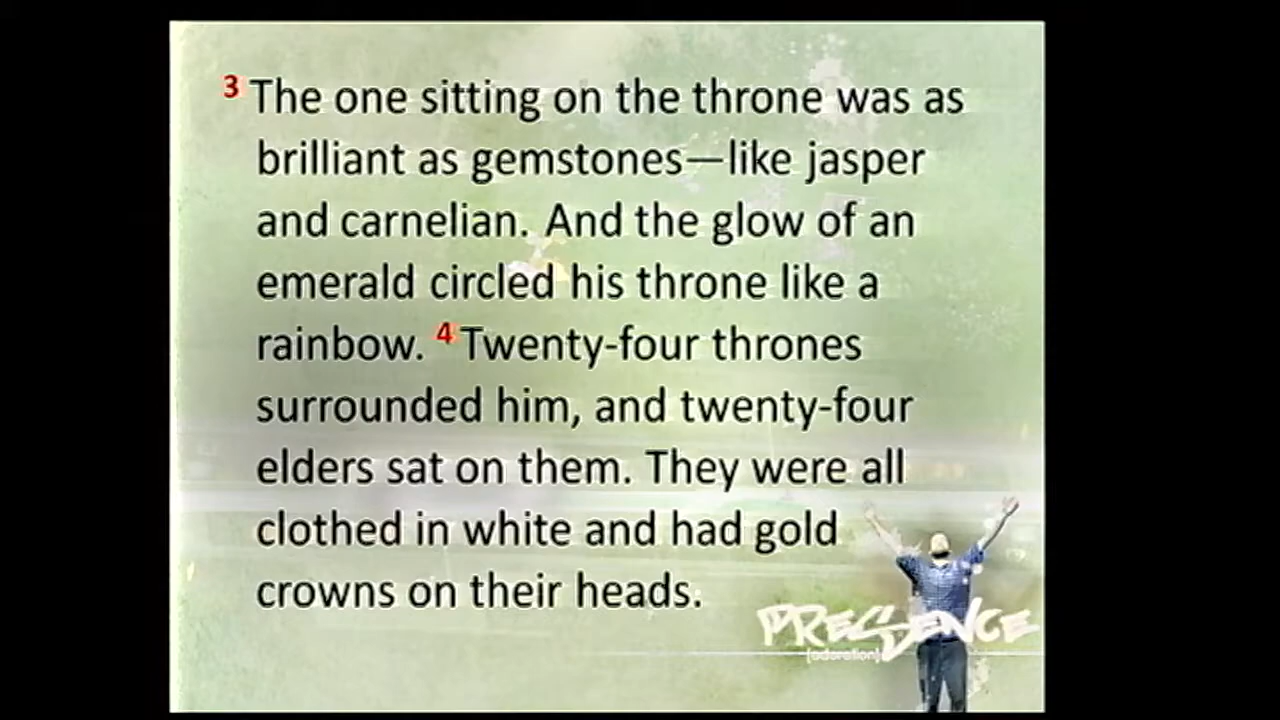 3 The one sitting on the throne was as
brilliant as gemstones—like jasper
and carnelian. And the glow of an
emerald circled his throne like a
rainbow. 4 Twenty-four thrones
surrounded him, and twenty-four
elders sat on them. They were all
clothed in white and had gold
crowns on their heads.
PRESENCE
(adoration)